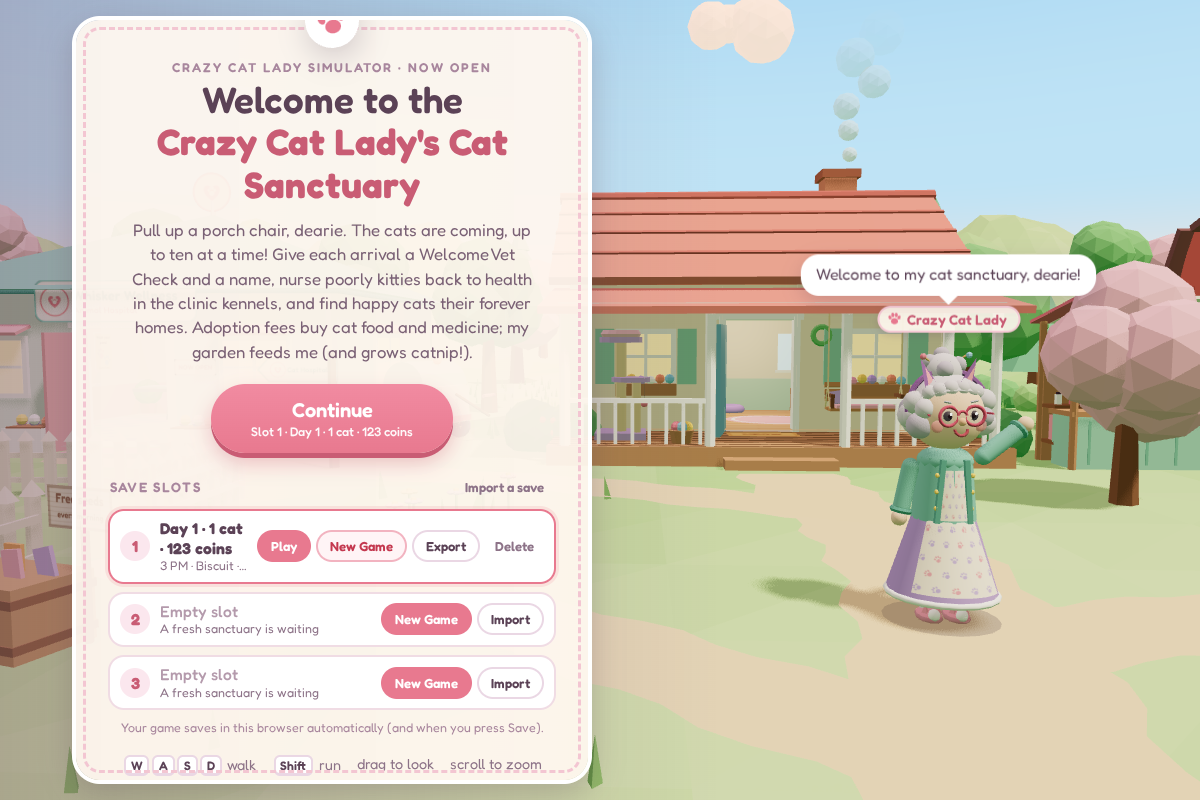 CRAZY CAT LADY SIMULATOR · NOW OPEN
Welcome to the
Crazy Cat Lady's Cat
Sanctuary
Pull up a porch chair, dearie. The cats are coming, up
to ten at a time! Give each arrival a Welcome Vet
Check and a name, nurse poorly kitties back to health
in the clinic kennels, and find happy cats their forever
homes. Adoption fees buy cat food and medicine; my
garden feeds me (and grows catnip!).
Continue
Slot 1 · Day 1 · 1 cat · 123 coins
SAVE SLOTS
Import a save
1
Day 1 · 1 cat
· 123 coins
3 PM · Biscuit ·...
Play
New Game
Export
Delete
2
Empty slot
A fresh sanctuary is waiting
New Game
Import
3
Empty slot
A fresh sanctuary is waiting
New Game
Import
Your game saves in this browser automatically (and when you press Save).
W A S D walk Shift run drag to look scroll to zoom
Welcome to my cat sanctuary, dearie!
Crazy Cat Lady